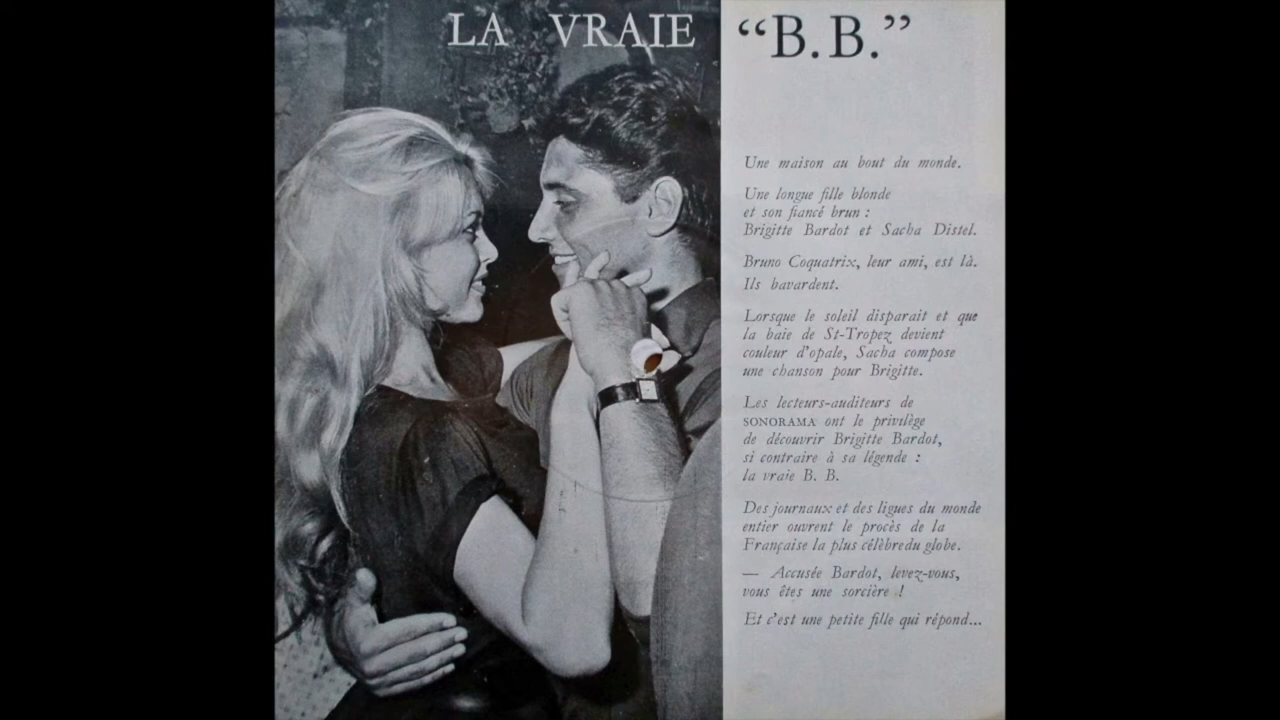 LA VRAIE “B. B.”
Une maison au bout du monde.
Une longue fille blonde
et son fiancé brun :
Brigitte Bardot et Sacha Distel.
Bruno Coquatrix, leur ami, est là.
Ils bavardent.
Lorsque le soleil disparait et que
la baie de St-Tropez devient
couleur d'opale, Sacha compose
une chanson pour Brigitte.
Les lecteurs-auditeurs de
SONORAMA ont le privilège
de découvrir Brigitte Bardot,
si contraire à sa légende :
la vraie B. B.
Des journaux et des ligues du monde
entier ouvrent le procès de la
Française la plus célèbre du globe.
— Accusée Bardot, levez-vous,
vous êtes une sorcière !
Et c'est une petite fille qui répond...